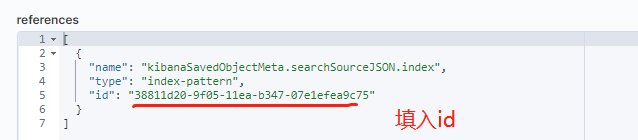 references
1 [
2 {
3 "name": "kibanaSavedObjectMeta.searchSourceJSON.index",
4 "type": "index-pattern",
5 "id": "38811d20-9f05-11ea-b347-07e1efea9c75"
6 }
7 ]
填入id